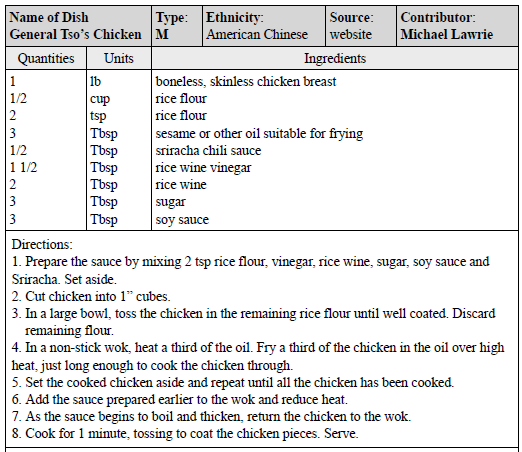 Name of Dish Type: Ethnicity: Source: Contributor:
General Tso's Chicken M American Chinese website Michael Lawrie
Quantities Units Ingredients
1 lb boneless, skinless chicken breast
1/2 cup rice flour
2 tsp rice flour
3 Tbsp sesame or other oil suitable for frying
1/2 Tbsp sriracha chili sauce
1 1/2 Tbsp rice wine vinegar
2 Tbsp rice wine
3 Tbsp sugar
3 Tbsp soy sauce
Directions:
1. Prepare the sauce by mixing 2 tsp rice flour, vinegar, rice wine, sugar, soy sauce and
Sriracha. Set aside.
2. Cut chicken into 1” cubes.
3. In a large bowl, toss the chicken in the remaining rice flour until well coated. Discard
remaining flour.
4. In a non-stick wok, heat a third of the oil. Fry a third of the chicken in the oil over high
heat, just long enough to cook the chicken through.
5. Set the cooked chicken aside and repeat until all the chicken has been cooked.
6. Add the sauce prepared earlier to the wok and reduce heat.
7. As the sauce begins to boil and thicken, return the chicken to the wok.
8. Cook for 1 minute, tossing to coat the chicken pieces. Serve.